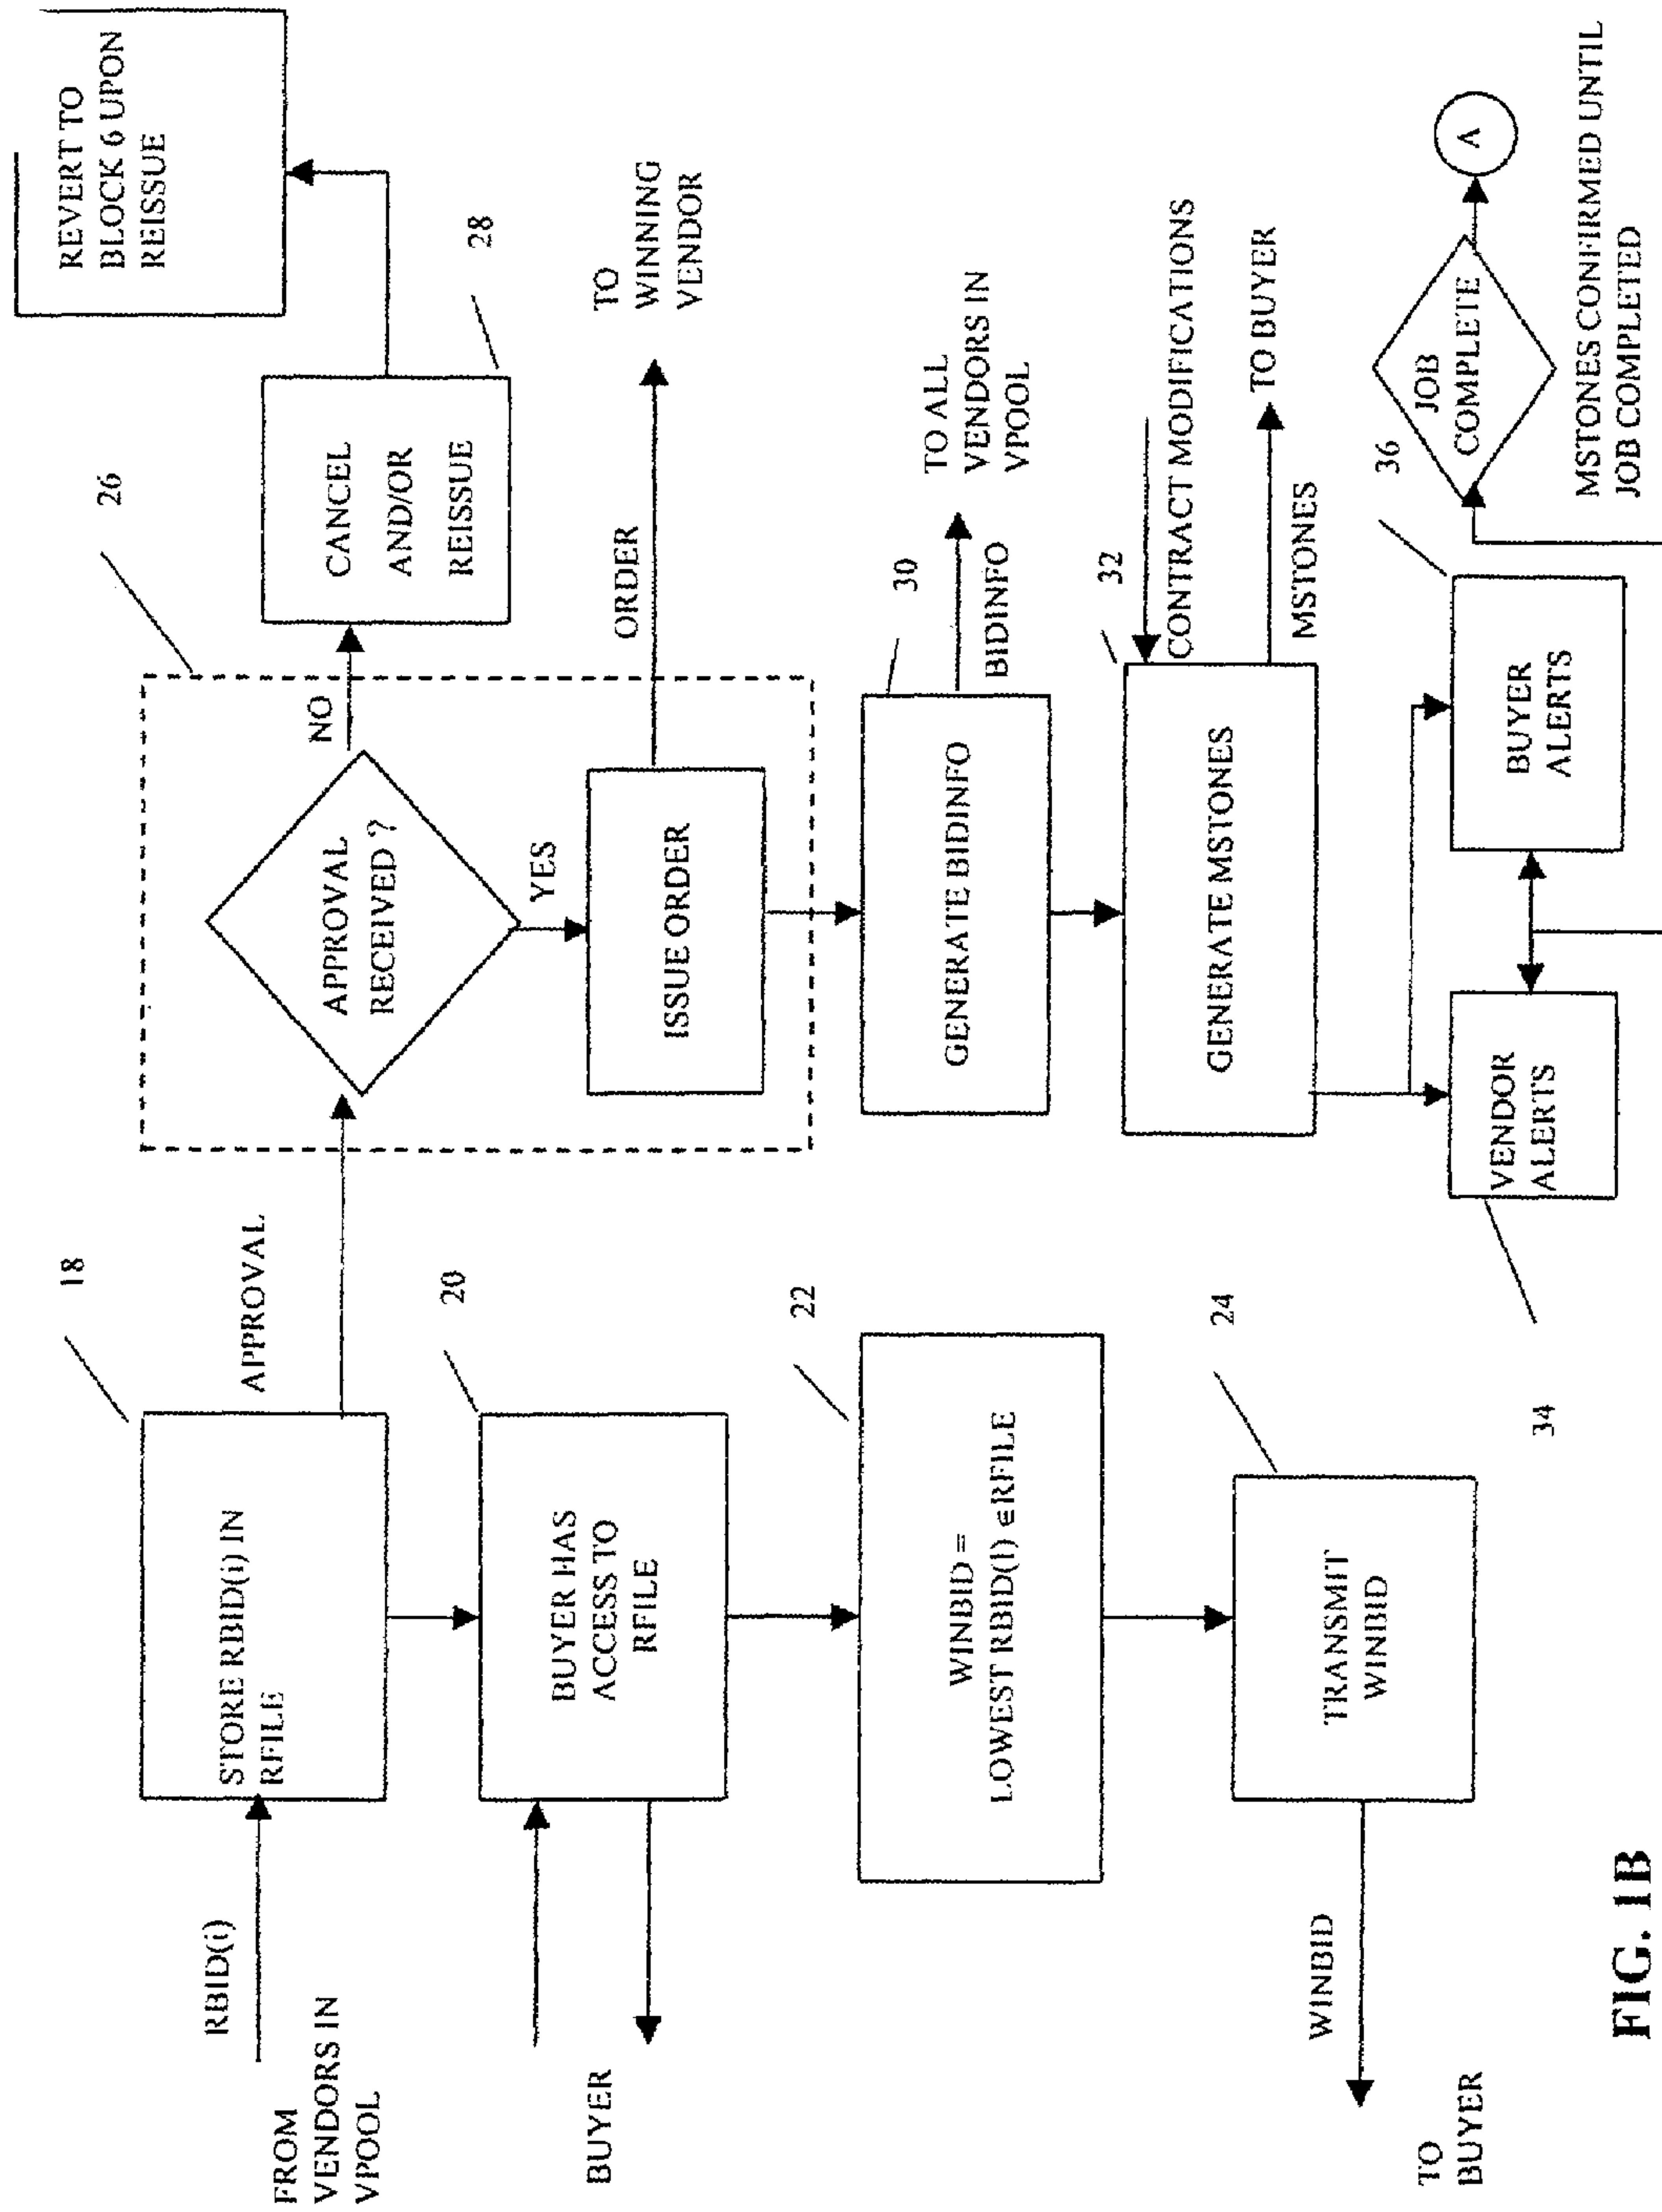 FROM
VENDORS IN
VPOOL
RBID(i)
STORE RBID(i) IN
RFILE
18
APPROVAL
BUYER
BUYER HAS
ACCESS TO
RFILE
20
WINBID =
LOWEST RBID(I) ∈RFILE
22
TO
BUYER
WINBID
TRANSMIT
WINBID
24
26
APPROVAL
RECEIVED ?
NO
CANCEL
AND/OR
REISSUE
28
REVERT TO
BLOCK 6 UPON
REISSUE
YES
ISSUE ORDER
ORDER
TO
WINNING
VENDOR
GENERATE BIDINFO
30
BIDINFO
TO ALL
VENDORS IN
VPOOL
GENERATE MSTONES
32
CONTRACT MODIFICATIONS
MSTONES
TO BUYER
34
VENDOR
ALERTS
BUYER
ALERTS
36
JOB
COMPLETE
A
MSTONES CONFIRMED UNTIL
JOB COMPLETED
FIG. 1B